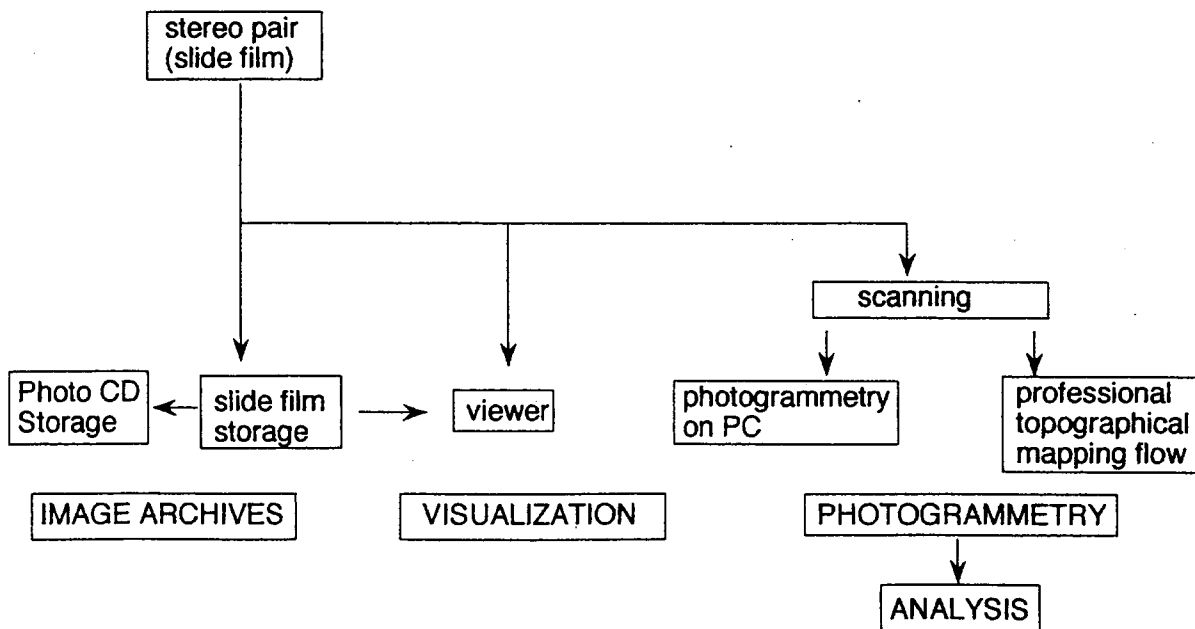 stereo pair
(slide film)
scanning
Photo CD
Storage
slide film
storage
viewer
photogrammetry
on PC
professional
topographical
mapping flow
IMAGE ARCHIVES
VISUALIZATION
PHOTOGRAMMETRY
ANALYSIS